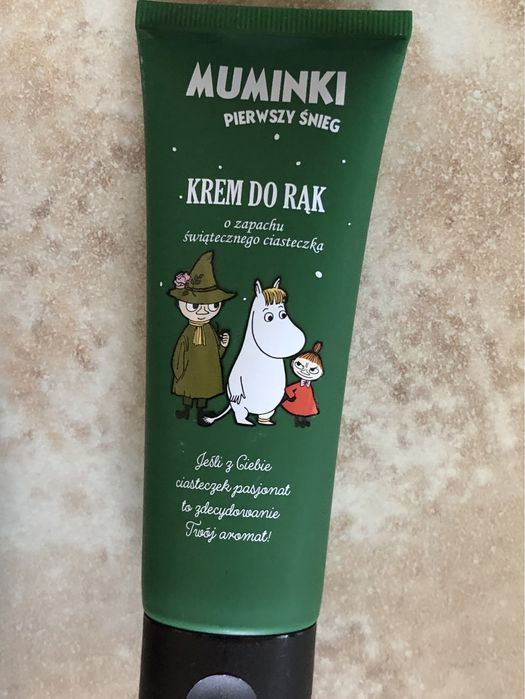 MUMINKI
PIERWSZY ŚNIEG
KREM DO RĄK
o zapachu
świątecznego ciasteczka
Jeśli z Ciebie
ciasteczek pasjonat
to zdecydowanie
Twój aromat!